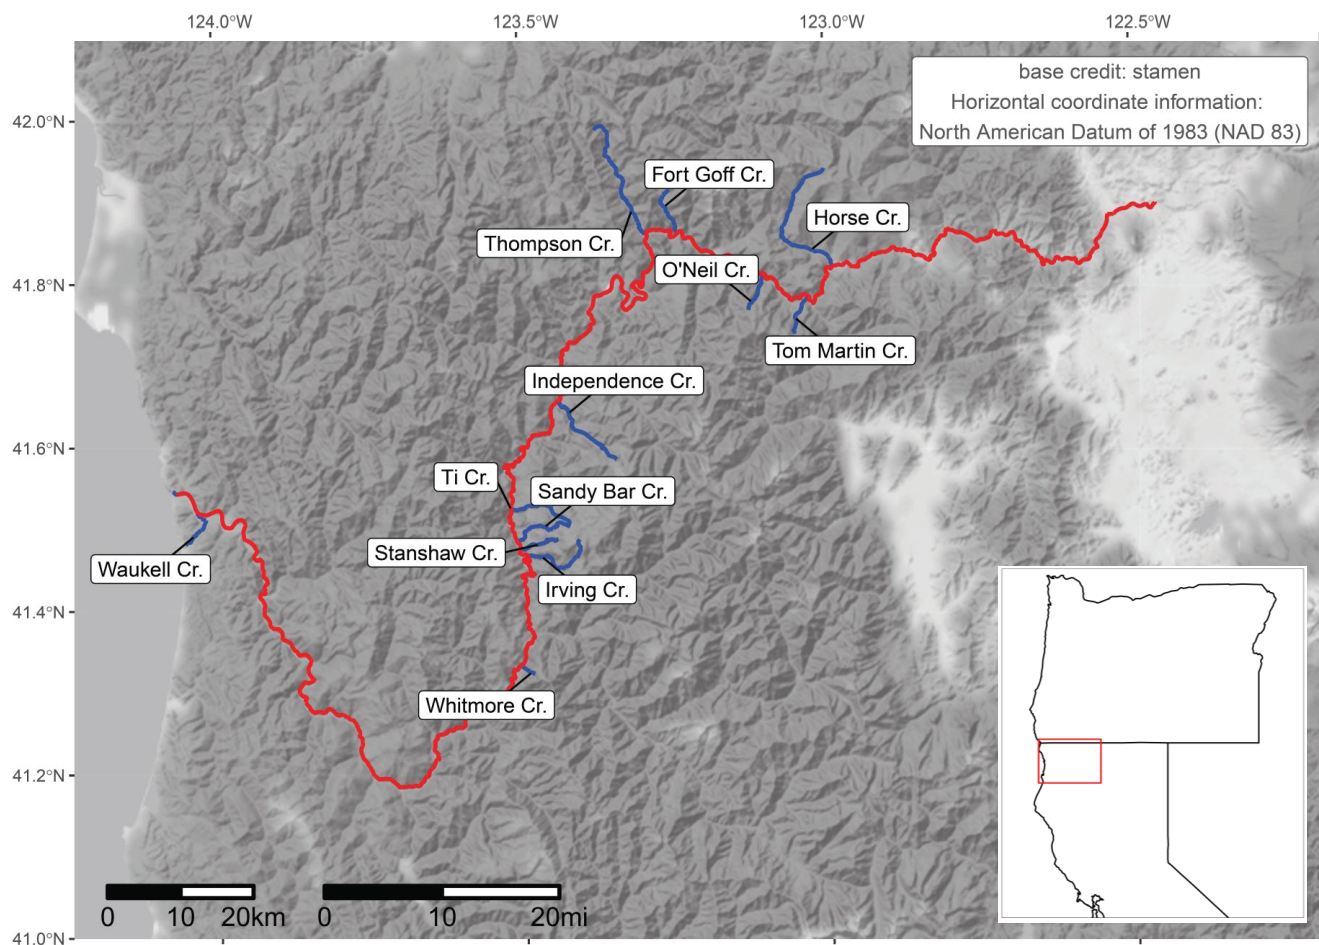 124.0°W 123.5°W 123.0°W 122.5°W
base credit: stamen
Horizontal coordinate information:
North American Datum of 1983 (NAD 83)
42.0°N
Fort Goff Cr.
Horse Cr.
Thompson Cr.
O'Neil Cr.
41.8°N
Tom Martin Cr.
Independence Cr.
41.6°N
Ti Cr.
Sandy Bar Cr.
Stanshaw Cr.
Waukell Cr.
Irving Cr.
41.4°N
Whitmore Cr.
41.2°N
0 10 20km 0 10 20mi
41.0°N